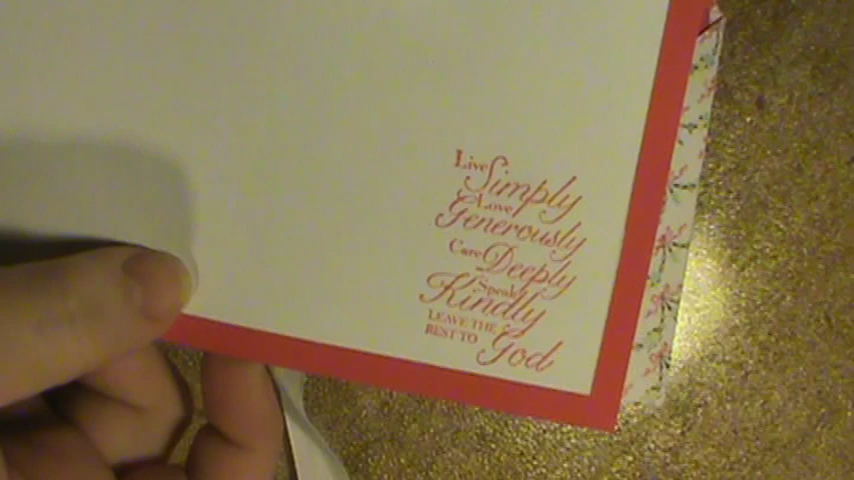 Live Simply
Love
Generously
Care Deeply
Speak
Kindly
LEAVE THE
REST TO God